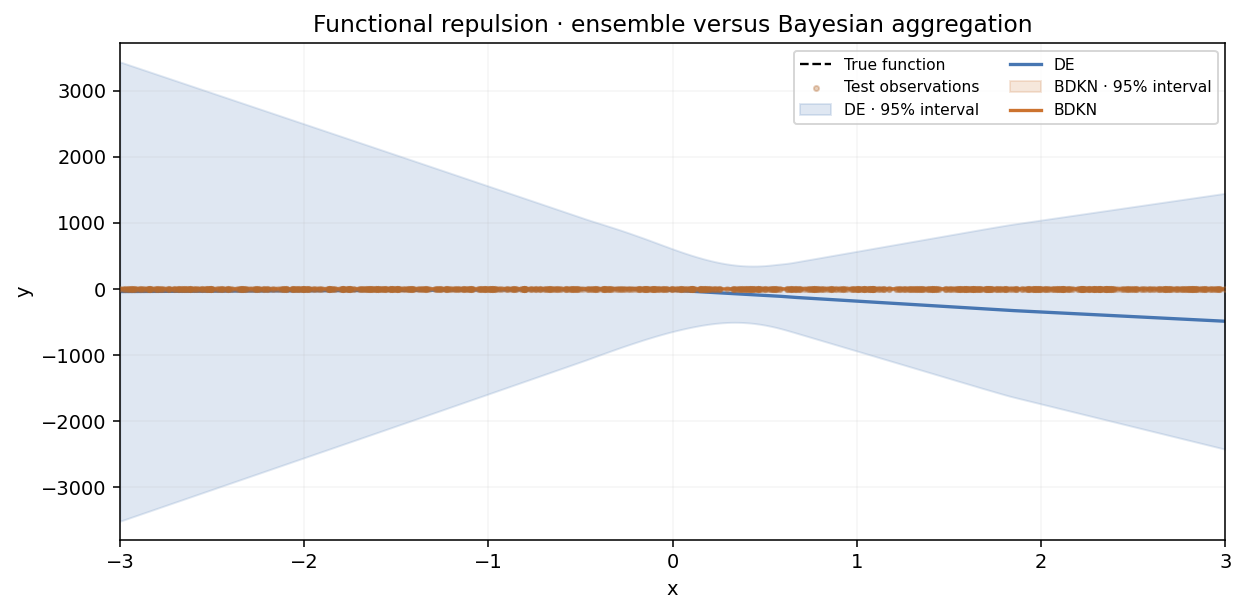 Functional repulsion · ensemble versus Bayesian aggregation
True function
Test observations
DE · 95% interval
DE
BDKN · 95% interval
BDKN
y
3000
2000
1000
0
−1000
−2000
−3000
−3
−2
−1
0
1
2
3
x